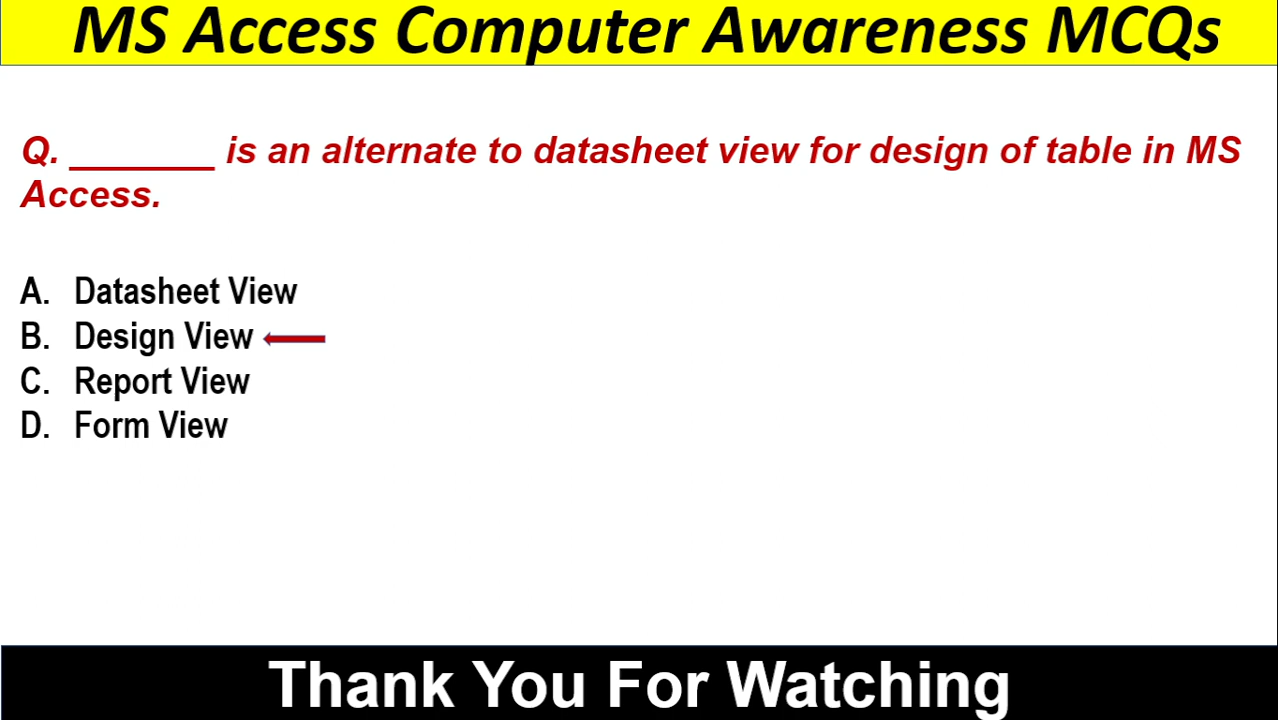 MS Access Computer Awareness MCQs
Q. _______ is an alternate to datasheet view for design of table in MS
Access.
A. Datasheet View
B. Design View
C. Report View
D. Form View
Thank You For Watching